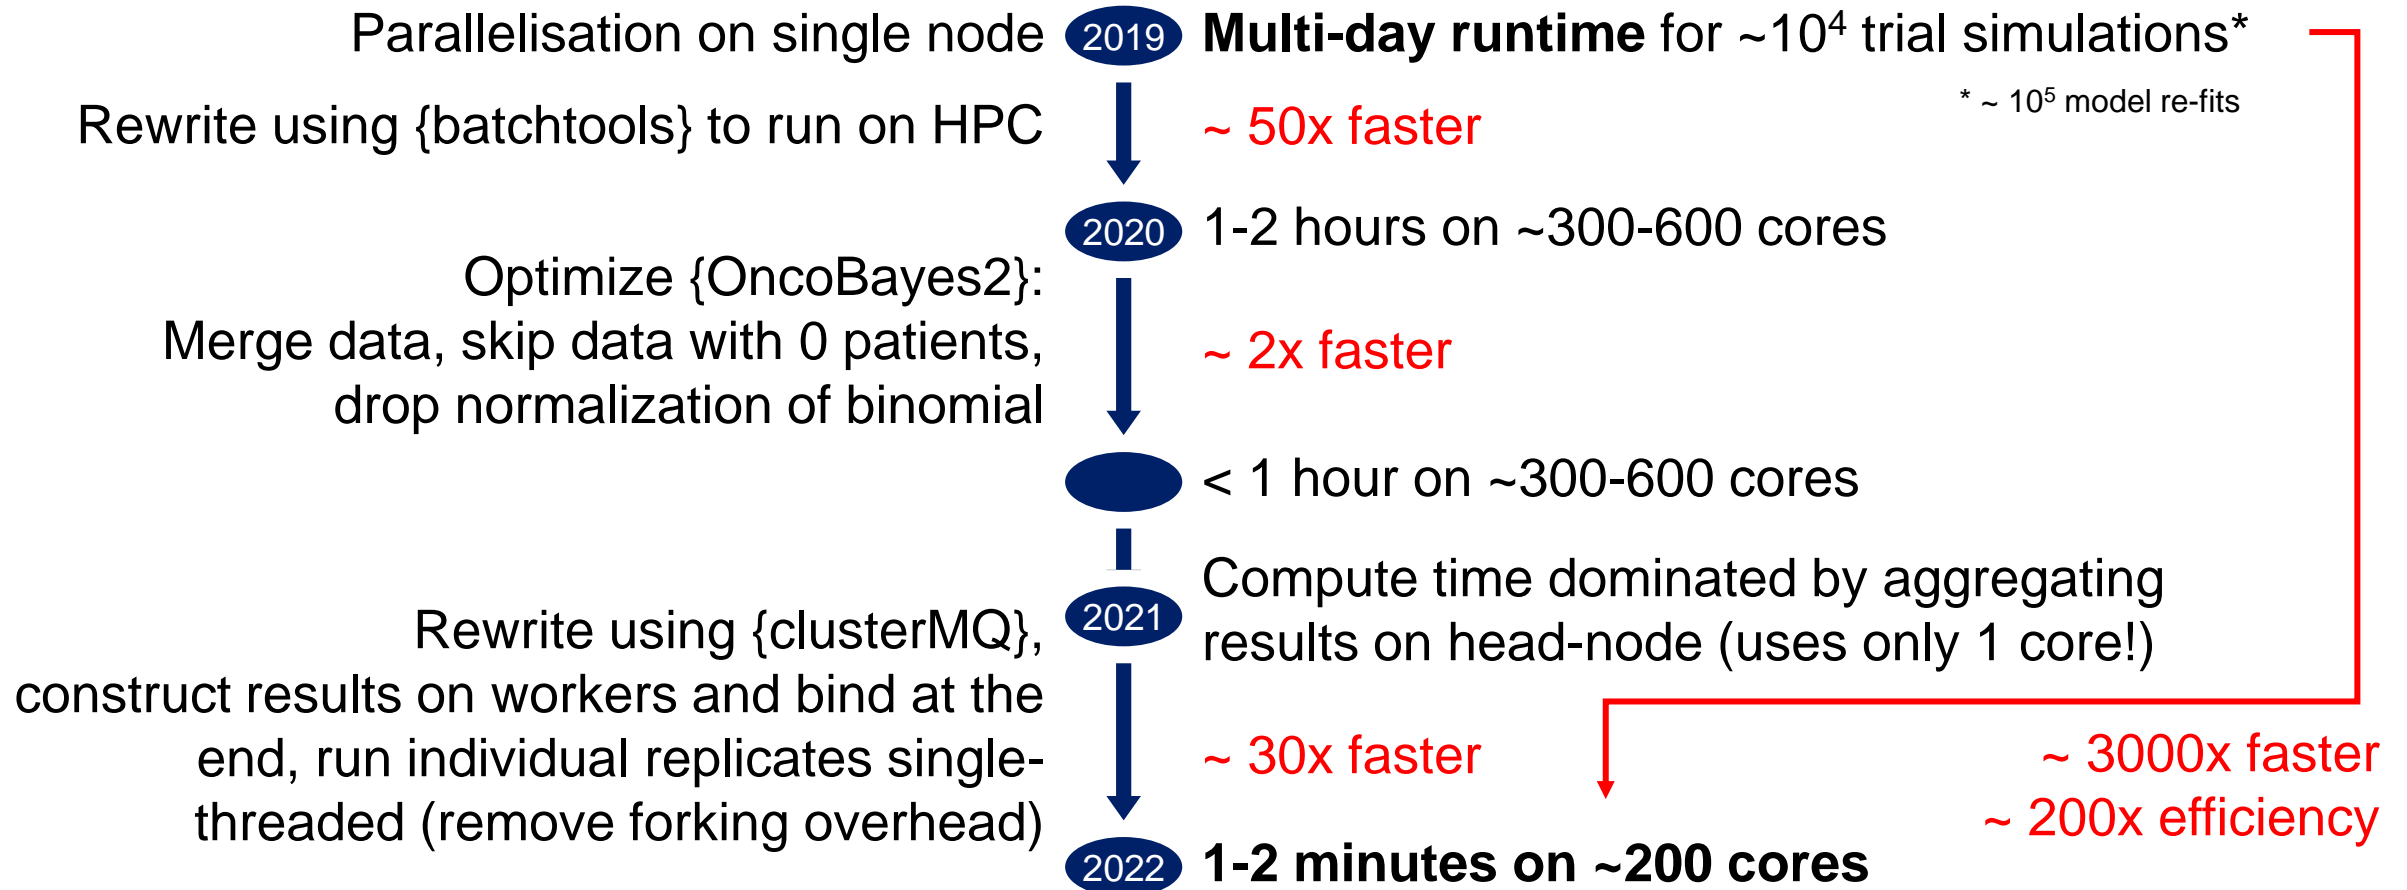 Parallelisation on single node 2019 Multi-day runtime for ~10⁴ trial simulations*
* ~ 10⁵ model re-fits
Rewrite using {batchtools} to run on HPC ~ 50x faster
2020 1-2 hours on ~300-600 cores
Optimize {OncoBayes2}:
Merge data, skip data with 0 patients,
drop normalization of binomial
~ 2x faster
< 1 hour on ~300-600 cores
2021 Compute time dominated by aggregating
results on head-node (uses only 1 core!)
Rewrite using {clusterMQ},
construct results on workers and bind at the
end, run individual replicates single-
threaded (remove forking overhead)
~ 30x faster
~ 3000x faster
~ 200x efficiency
2022 1-2 minutes on ~200 cores